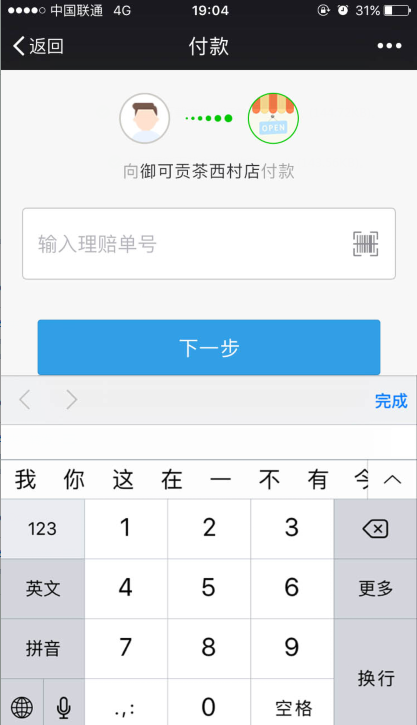 中国联通 4G 19:04 31%
返回 付款 •••
OPEN
向御可贡茶西村店付款
输入理赔单号
下一步
完成
我 你 这 在 一 不 有
123 1 2 3
英文 4 5 6 更多
拼音 7 8 9 换行
.,: 0 空格